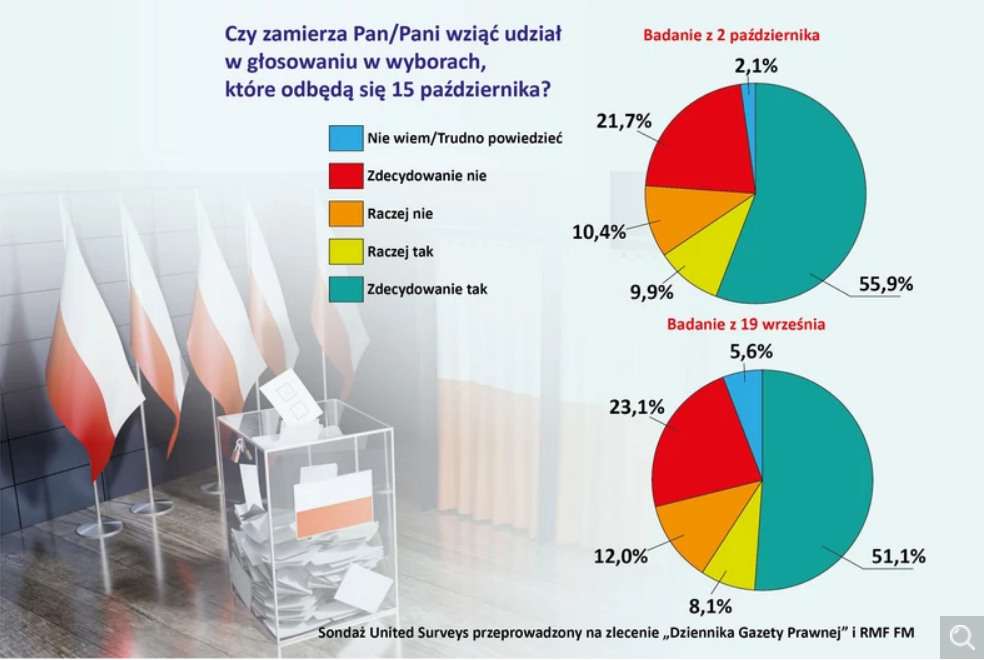 Czy zamierza Pan/Pani wziąć udział
w głosowaniu w wyborach,
które odbędą się 15 października?
Nie wiem/Trudno powiedzieć
Zdecydowanie nie
Raczej nie
Raczej tak
Zdecydowanie tak
Badanie z 2 października
2,1%
21,7%
10,4%
9,9%
55,9%
Badanie z 19 września
5,6%
23,1%
12,0%
8,1%
51,1%
Sondaż United Surveys przeprowadzony na zlecenie „Dziennika Gazety Prawnej” i RMF FM